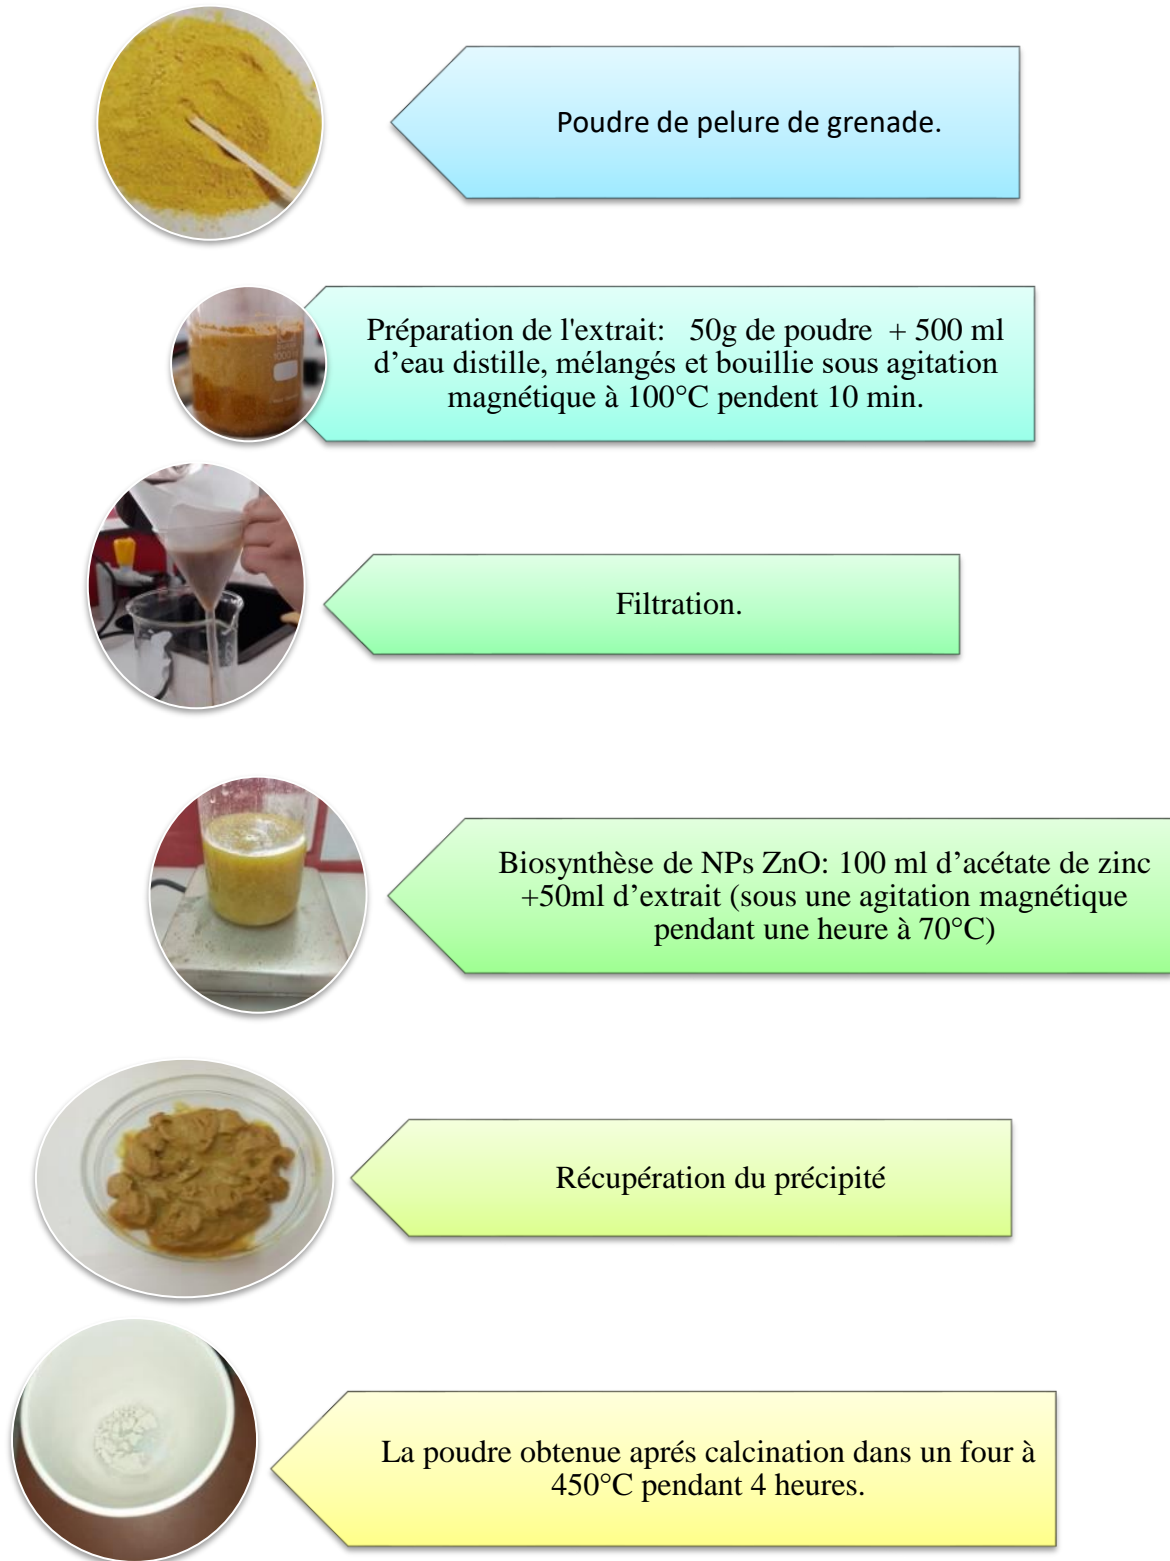 Poudre de pelure de grenade.
Préparation de l'extrait: 50g de poudre + 500 ml
d’eau distille, mélangés et bouillie sous agitation
magnétique à 100°C pendent 10 min.
Filtration.
Biosynthèse de NPs ZnO: 100 ml d’acétate de zinc
+50ml d’extrait (sous une agitation magnétique
pendant une heure à 70°C)
Récupération du précipité
La poudre obtenue aprés calcination dans un four à
450°C pendant 4 heures.